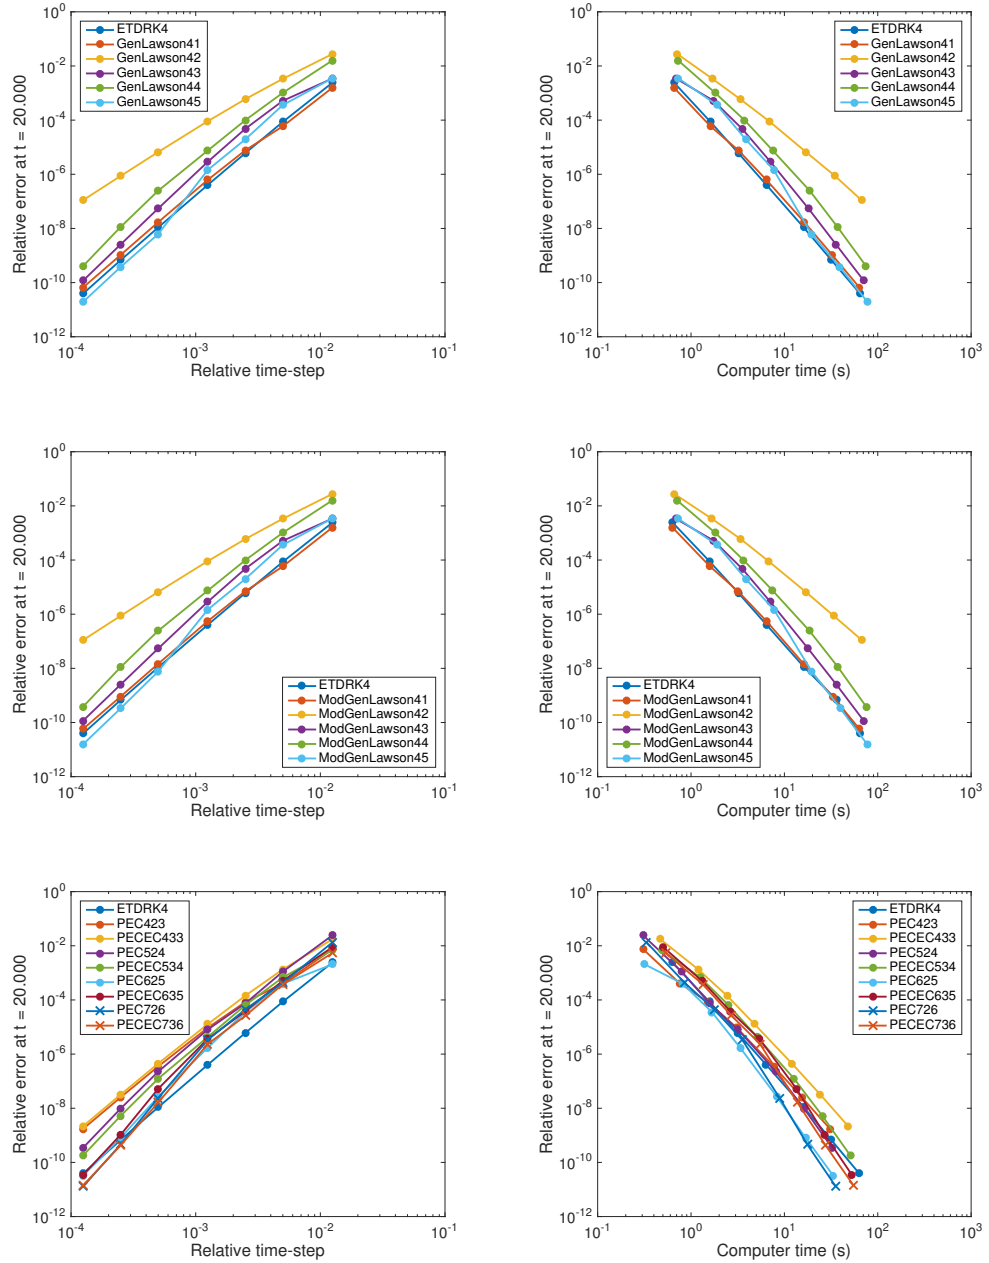 ETDRK4
GenLawson41
GenLawson42
GenLawson43
GenLawson44
GenLawson45
10^0
10^-2
10^-4
10^-6
10^-8
10^-10
10^-12
Relative error at t = 20.000
10^-4
10^-3
10^-2
10^-1
Relative time-step
ETDRK4
GenLawson41
GenLawson42
GenLawson43
GenLawson44
GenLawson45
10^0
10^-2
10^-4
10^-6
10^-8
10^-10
10^-12
Relative error at t = 20.000
10^-1
10^0
10^1
10^2
10^3
Computer time (s)
10^0
10^-2
10^-4
10^-6
10^-8
10^-10
10^-12
Relative error at t = 20.000
ETDRK4
ModGenLawson41
ModGenLawson42
ModGenLawson43
ModGenLawson44
ModGenLawson45
10^-4
10^-3
10^-2
10^-1
Relative time-step
10^0
10^-2
10^-4
10^-6
10^-8
10^-10
10^-12
Relative error at t = 20.000
ETDRK4
ModGenLawson41
ModGenLawson42
ModGenLawson43
ModGenLawson44
ModGenLawson45
10^-1
10^0
10^1
10^2
10^3
Computer time (s)
ETDRK4
PEC423
PECEC433
PEC524
PECEC534
PEC625
PECEC635
PEC726
PECEC736
10^0
10^-2
10^-4
10^-6
10^-8
10^-10
10^-12
Relative error at t = 20.000
10^-4
10^-3
10^-2
10^-1
Relative time-step
ETDRK4
PEC423
PECEC433
PEC524
PECEC534
PEC625
PECEC635
PEC726
PECEC736
10^0
10^-2
10^-4
10^-6
10^-8
10^-10
10^-12
Relative error at t = 20.000
10^-1
10^0
10^1
10^2
10^3
Computer time (s)